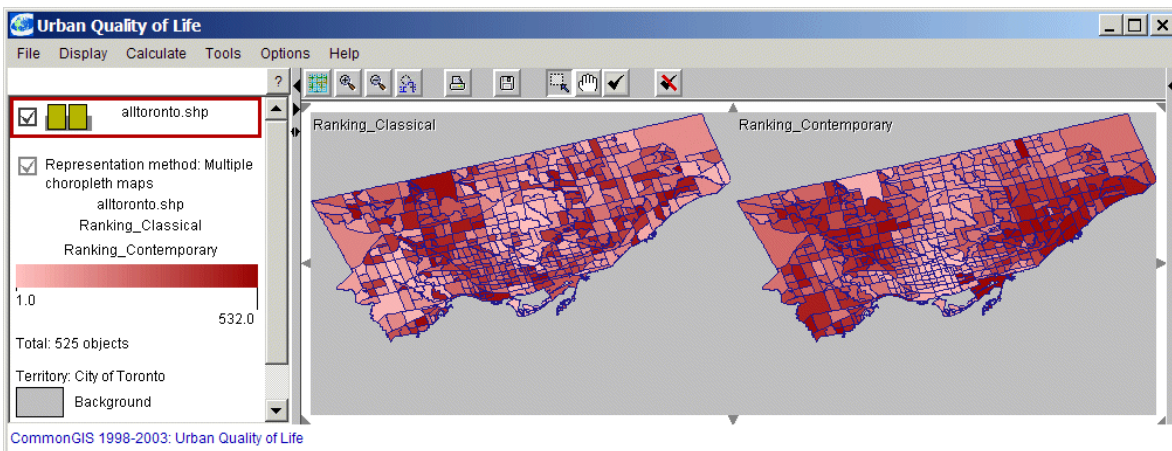 Urban Quality of Life
File Display Calculate Tools Options Help
?
alltoronto.shp
Representation method: Multiple
choropleth maps
alltoronto.shp
Ranking_Classical
Ranking_Contemporary
1.0
532.0
Total: 525 objects
Territory: City of Toronto
Background
CommonGIS 1998-2003: Urban Quality of Life
Ranking_Classical
Ranking_Contemporary